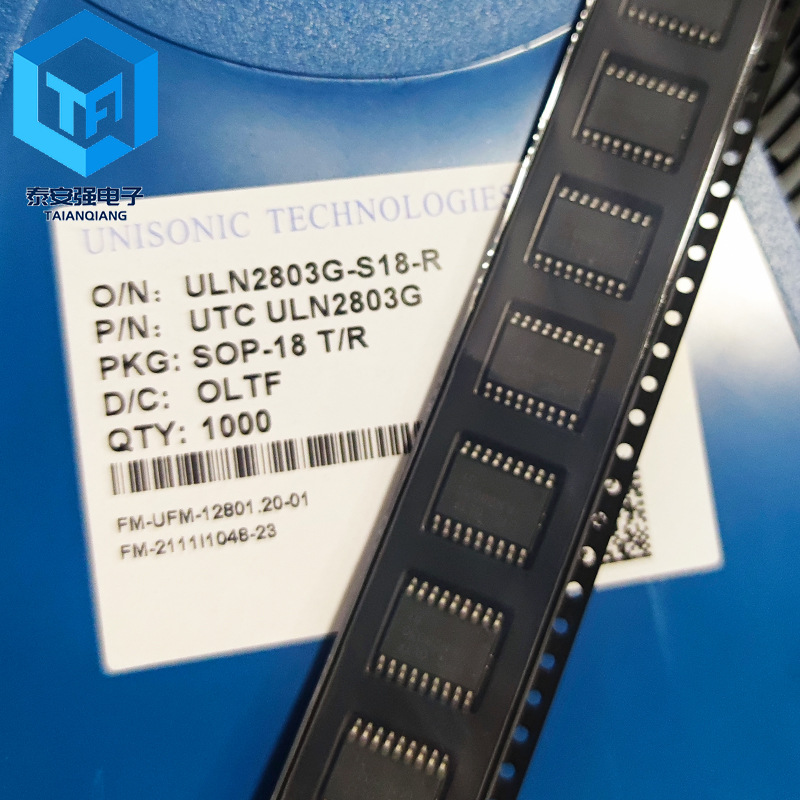 TA
泰安强电子
TAIANQIANG
UNISONIC TECHNOLOGIES
O/N: ULN2803G-S18-R
P/N: UTC ULN2803G
PKG: SOP-18 T/R
D/C: OLTF
QTY: 1000
FM-UFM-12801.20-01
FM-2111I1048-23